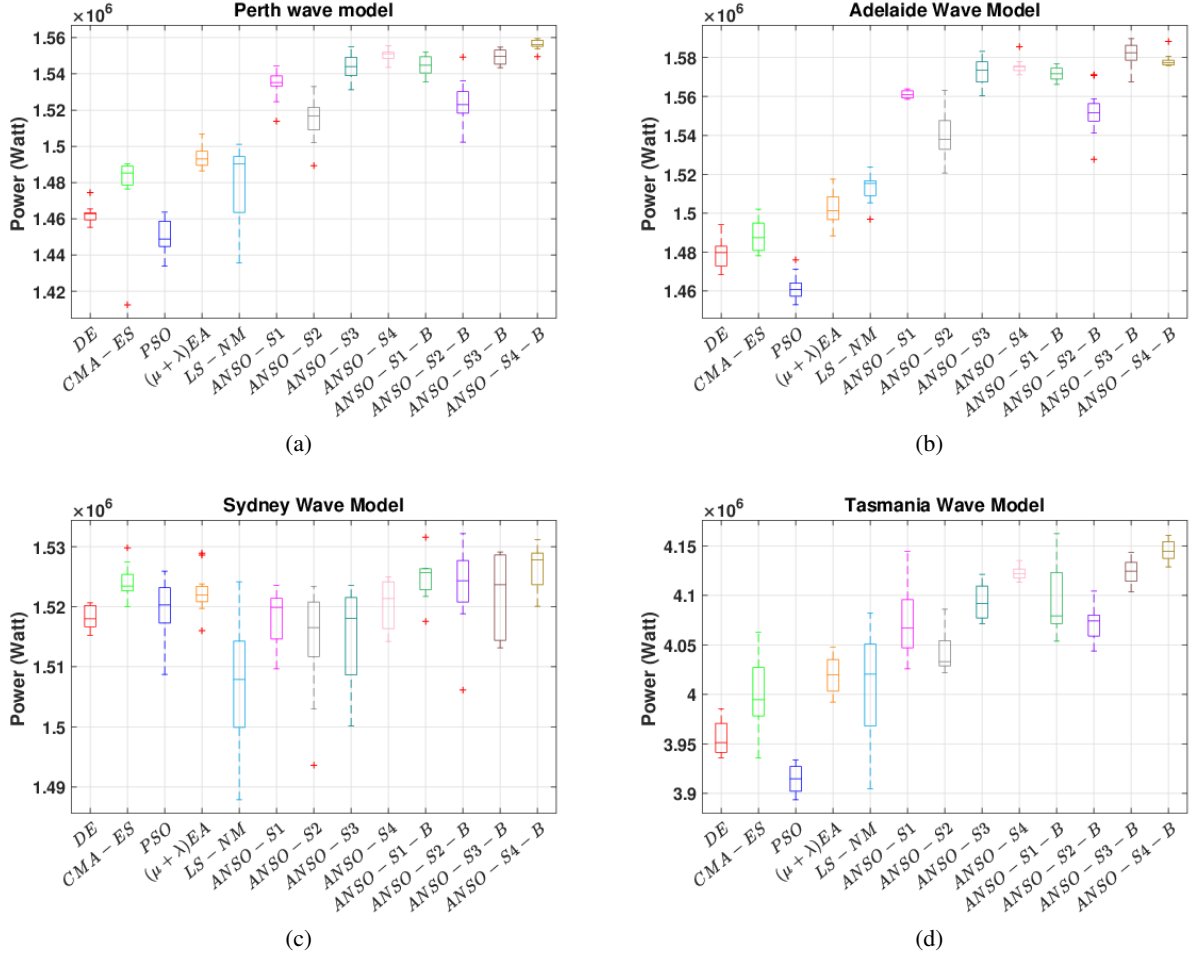 Perth wave model
×10⁶
Power (Watt)
1.56
1.54
1.52
1.5
1.48
1.46
1.44
1.42
DE
CMA − ES
PSO
(μ + λ)EA
LS − NM
ANSO − S1
ANSO − S2
ANSO − S3
ANSO − S4
ANSO − S1 − B
ANSO − S2 − B
ANSO − S3 − B
ANSO − S4 − B
(a)
Adelaide Wave Model
×10⁶
Power (Watt)
1.58
1.56
1.54
1.52
1.5
1.48
1.46
DE
CMA − ES
PSO
(μ + λ)EA
LS − NM
ANSO − S1
ANSO − S2
ANSO − S3
ANSO − S4
ANSO − S1 − B
ANSO − S2 − B
ANSO − S3 − B
ANSO − S4 − B
(b)
Sydney Wave Model
×10⁶
Power (Watt)
1.53
1.52
1.51
1.5
1.49
DE
CMA − ES
PSO
(μ + λ)EA
LS − NM
ANSO − S1
ANSO − S2
ANSO − S3
ANSO − S4
ANSO − S1 − B
ANSO − S2 − B
ANSO − S3 − B
ANSO − S4 − B
(c)
Tasmania Wave Model
×10⁶
Power (Watt)
4.15
4.1
4.05
4
3.95
3.9
DE
CMA − ES
PSO
(μ + λ)EA
LS − NM
ANSO − S1
ANSO − S2
ANSO − S3
ANSO − S4
ANSO − S1 − B
ANSO − S2 − B
ANSO − S3 − B
ANSO − S4 − B
(d)